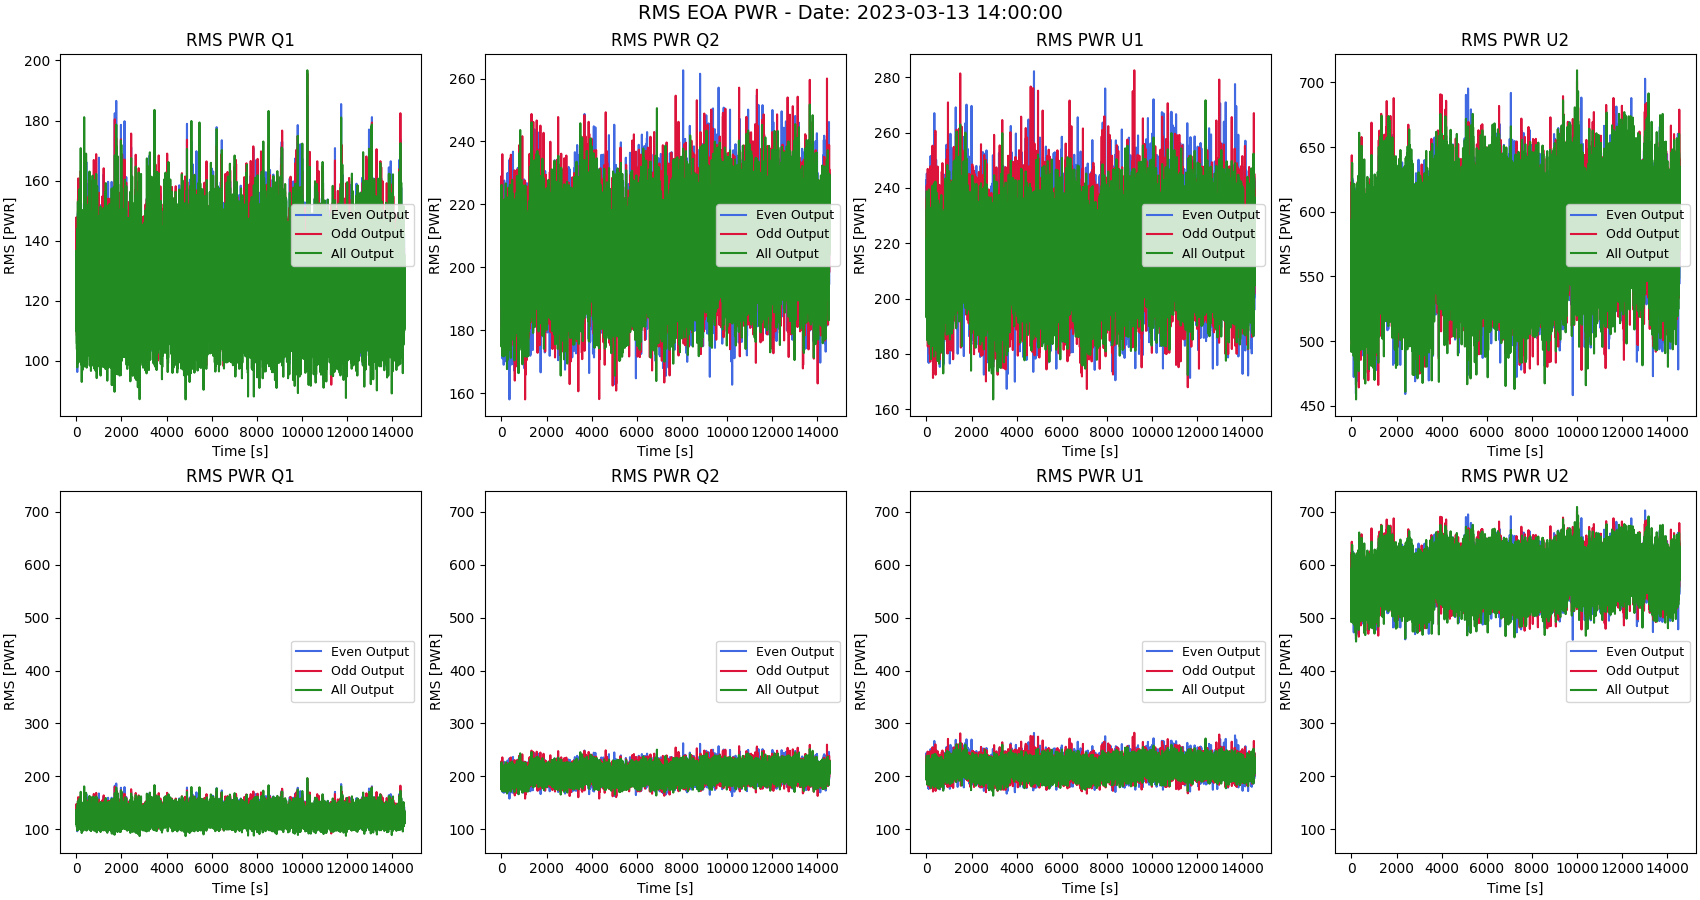 RMS EOA PWR - Date: 2023-03-13 14:00:00
RMS PWR Q1
RMS [PWR]
200
180
160
140
120
100
0 2000 4000 6000 8000 10000 12000 14000
Time [s]
Even Output
Odd Output
All Output
RMS PWR Q2
RMS [PWR]
260
240
220
200
180
160
0 2000 4000 6000 8000 10000 12000 14000
Time [s]
Even Output
Odd Output
All Output
RMS PWR U1
RMS [PWR]
280
260
240
220
200
180
160
0 2000 4000 6000 8000 10000 12000 14000
Time [s]
Even Output
Odd Output
All Output
RMS PWR U2
RMS [PWR]
700
650
600
550
500
450
0 2000 4000 6000 8000 10000 12000 14000
Time [s]
Even Output
Odd Output
All Output
RMS PWR Q1
RMS [PWR]
700
600
500
400
300
200
100
0 2000 4000 6000 8000 10000 12000 14000
Time [s]
Even Output
Odd Output
All Output
RMS PWR Q2
RMS [PWR]
700
600
500
400
300
200
100
0 2000 4000 6000 8000 10000 12000 14000
Time [s]
Even Output
Odd Output
All Output
RMS PWR U1
RMS [PWR]
700
600
500
400
300
200
100
0 2000 4000 6000 8000 10000 12000 14000
Time [s]
Even Output
Odd Output
All Output
RMS PWR U2
RMS [PWR]
700
600
500
400
300
200
100
0 2000 4000 6000 8000 10000 12000 14000
Time [s]
Even Output
Odd Output
All Output